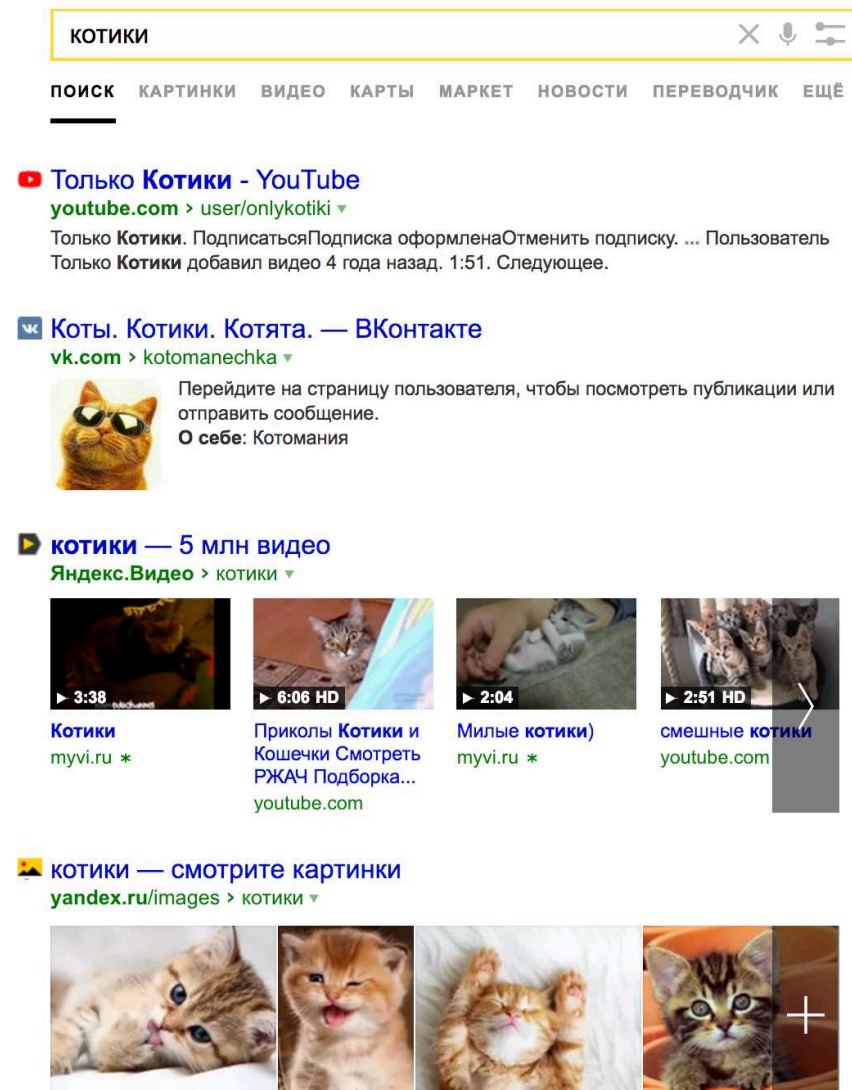 котики
ПОИСК КАРТИНКИ ВИДЕО КАРТЫ МАРКЕТ НОВОСТИ ПЕРЕВОДЧИК ЕЩЁ
Только Котики - YouTube
youtube.com › user/onlykotiki
Только Котики. ПодписатьсяПодписка оформленаОтменить подписку. ... Пользователь
Только Котики добавил видео 4 года назад. 1:51. Следующее.
Коты. Котики. Котята. — ВКонтакте
vk.com › kotomanechka
Перейдите на страницу пользователя, чтобы посмотреть публикации или
отправить сообщение.
О себе: Котомания
котики — 5 млн видео
Яндекс.Видео › котики
3:38
6:06 HD
2:04
2:51 HD
Котики
myvi.ru *
Приколы Котики и
Кошечки Смотреть
РЖАЧ Подборка...
youtube.com
Милые котики)
myvi.ru *
смешные котики
youtube.com
котики — смотрите картинки
yandex.ru/images › котики